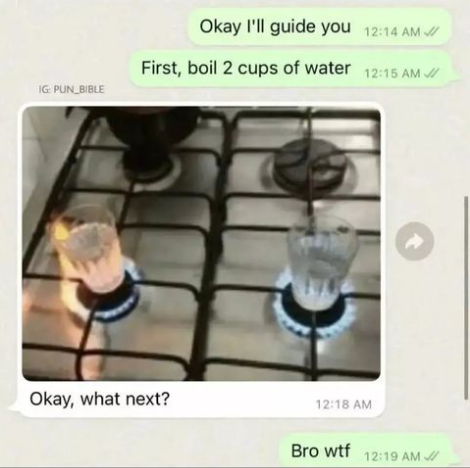 Okay I'll guide you 12:14 AM
First, boil 2 cups of water 12:15 AM
IG: PUN_BIBLE
Okay, what next? 12:18 AM
Bro wtf 12:19 AM